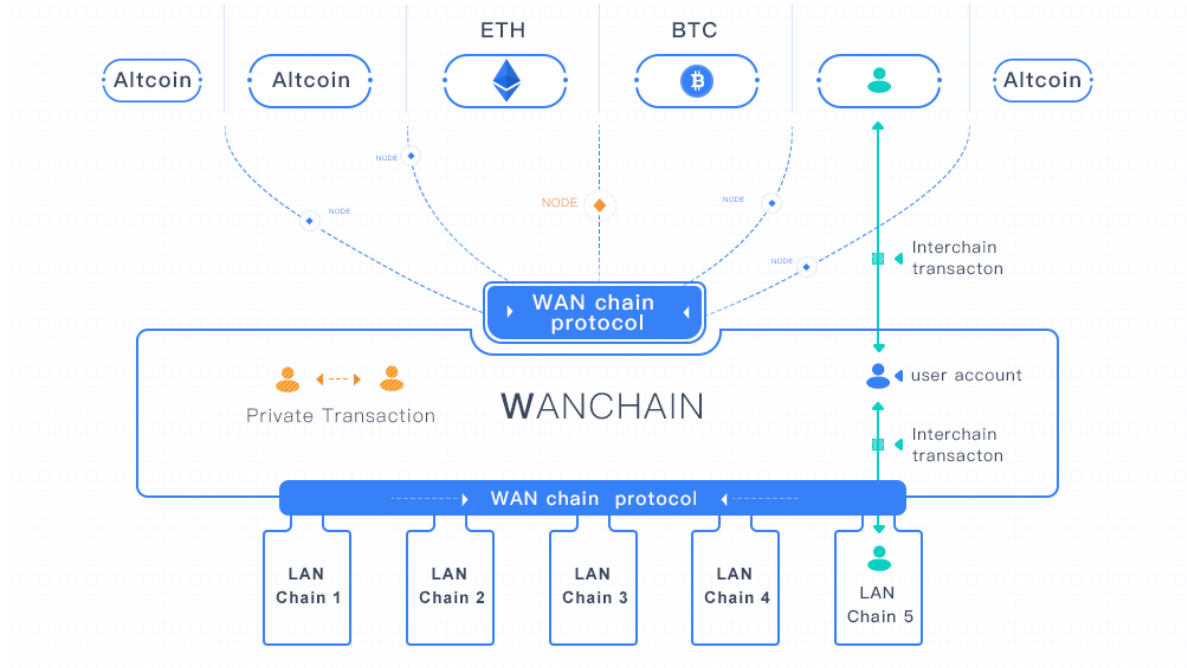 ETH
BTC
Altcoin
Altcoin
Altcoin
NODE
NODE
NODE
NODE
NODE
Interchain
transacton
WAN chain
protocol
user account
Private Transaction
WANCHAIN
Interchain
transacton
WAN chain protocol
LAN
Chain 1
LAN
Chain 2
LAN
Chain 3
LAN
Chain 4
LAN
Chain 5